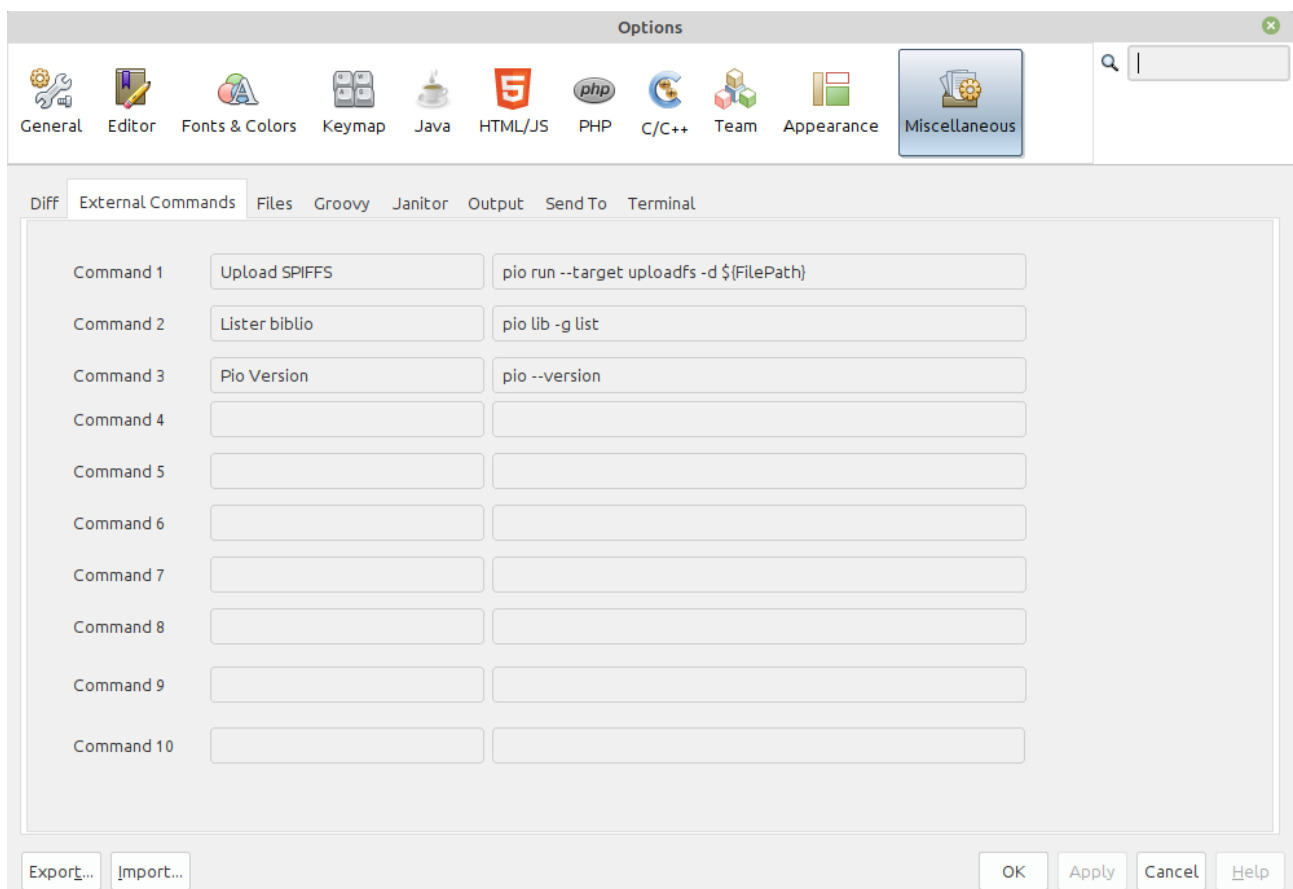 Options
General Editor Fonts & Colors Keymap Java HTML/JS PHP C/C++ Team Appearance Miscellaneous
Diff External Commands Files Groovy Janitor Output Send To Terminal
Command 1 Upload SPIFFS pio run --target uploadfs -d ${FilePath}
Command 2 Lister biblio pio lib -g list
Command 3 Pio Version pio --version
Command 4
Command 5
Command 6
Command 7
Command 8
Command 9
Command 10
Export... Import... OK Apply Cancel Help